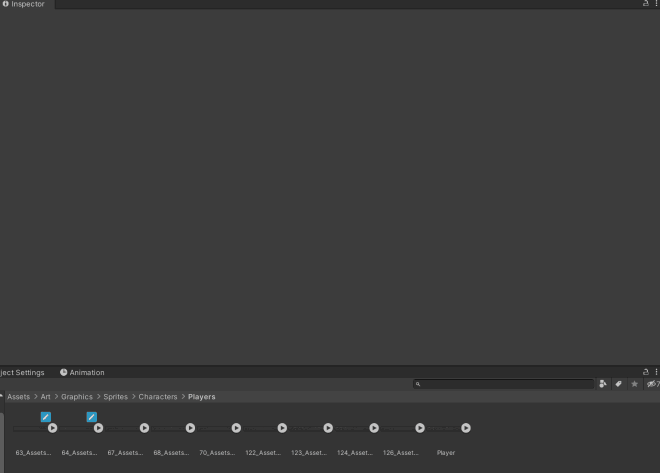 Inspector
ject Settings
Animation
7
Assets > Art > Graphics > Sprites > Characters > Players
63_Assets... 64_Assets... 67_Assets... 68_Assets... 70_Assets... 122_Asset... 123_Asset... 124_Asset... 126_Asset... Player